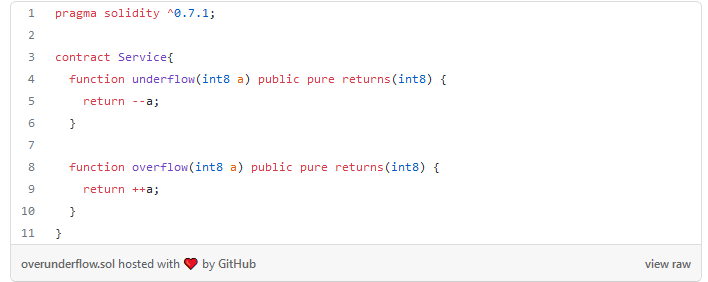 1 pragma solidity ^0.7.1;
2
3 contract Service{
4   function underflow(int8 a) public pure returns(int8) {
5     return --a;
6   }
7
8   function overflow(int8 a) public pure returns(int8) {
9     return ++a;
10   }
11 }
overunderflow.sol hosted with ❤ by GitHub view raw